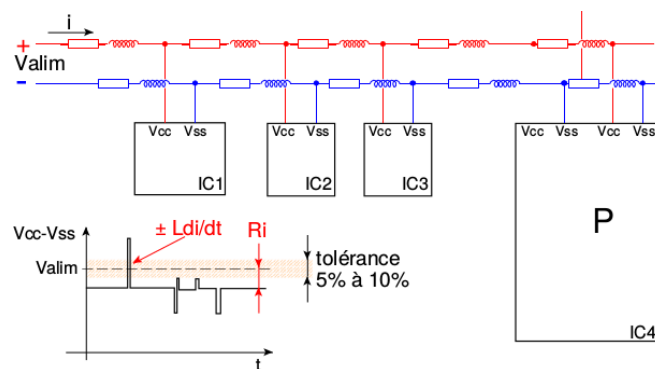 i
+
Valim
-
Vcc Vss
IC1
Vcc Vss
IC2
Vcc Vss
IC3
Vcc Vss Vcc Vss
P
IC4
Vcc-Vss
± Ldi/dt
Ri
Valim
tolérance
5% à 10%
t